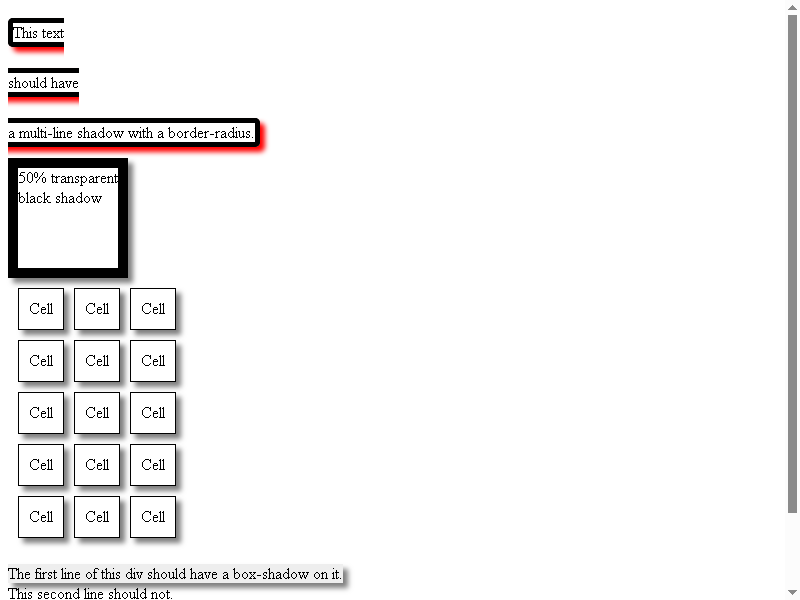 This text
should have
a multi-line shadow with a border-radius.
50% transparent
black shadow
Cell Cell Cell
Cell Cell Cell
Cell Cell Cell
Cell Cell Cell
Cell Cell Cell
The first line of this div should have a box-shadow on it.
This second line should not.